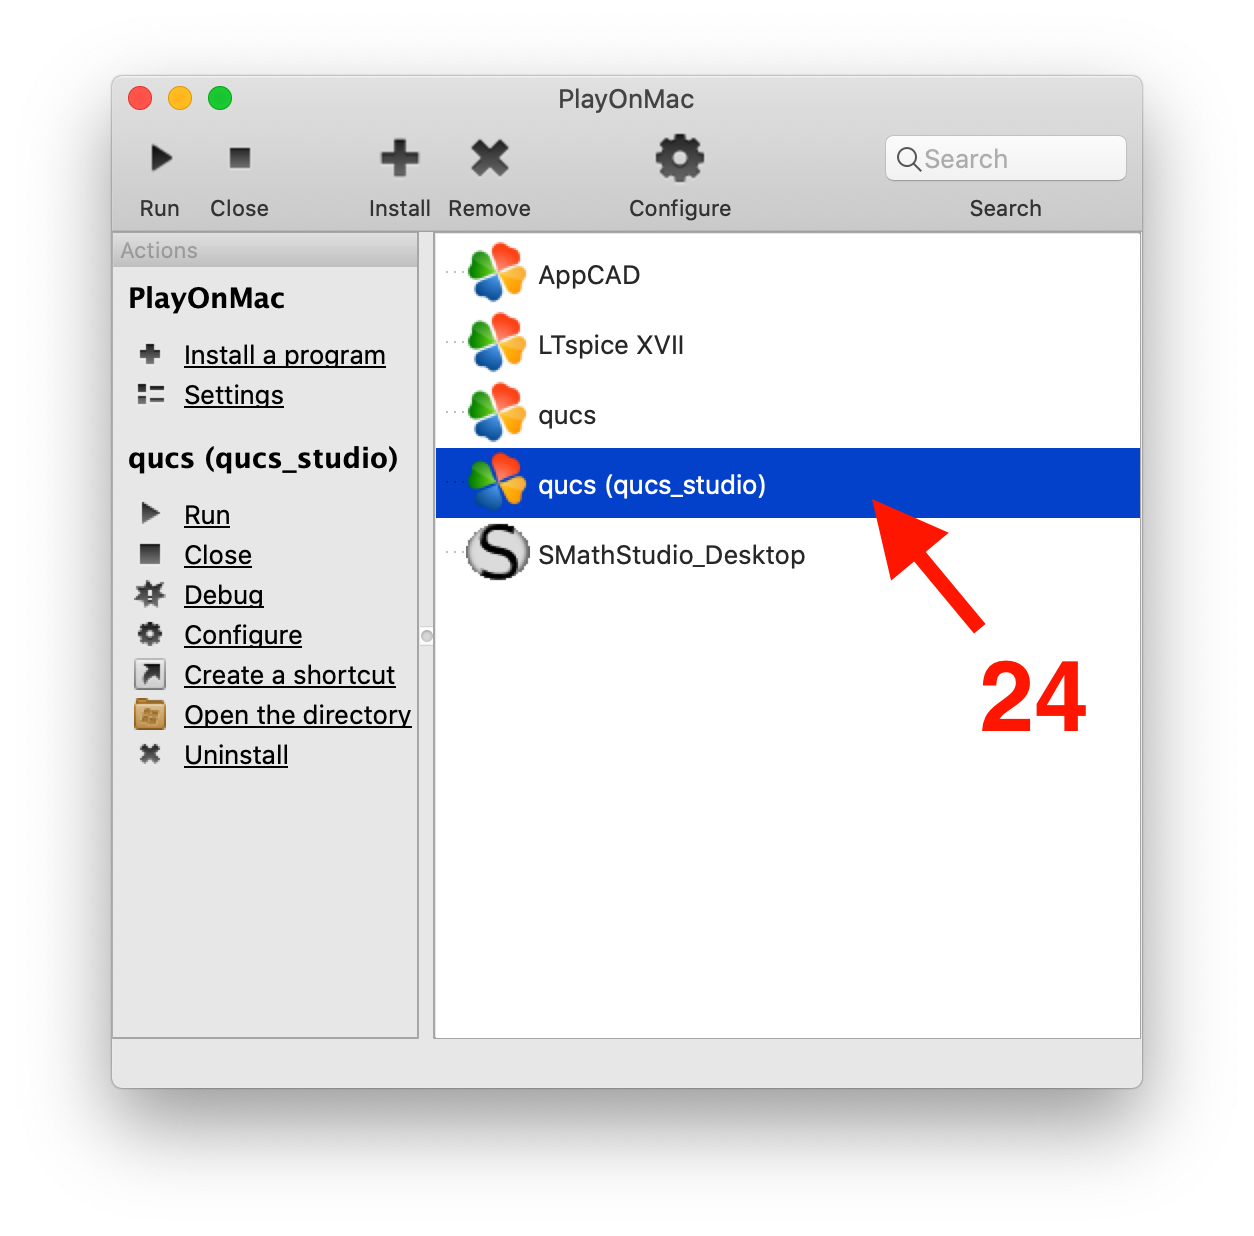 PlayOnMac
Run Close Install Remove Configure Search
Search
Actions
PlayOnMac
Install a program
Settings
qucs (qucs_studio)
Run
Close
Debug
Configure
Create a shortcut
Open the directory
Uninstall
AppCAD
LTspice XVII
qucs
qucs (qucs_studio)
SMathStudio_Desktop
24